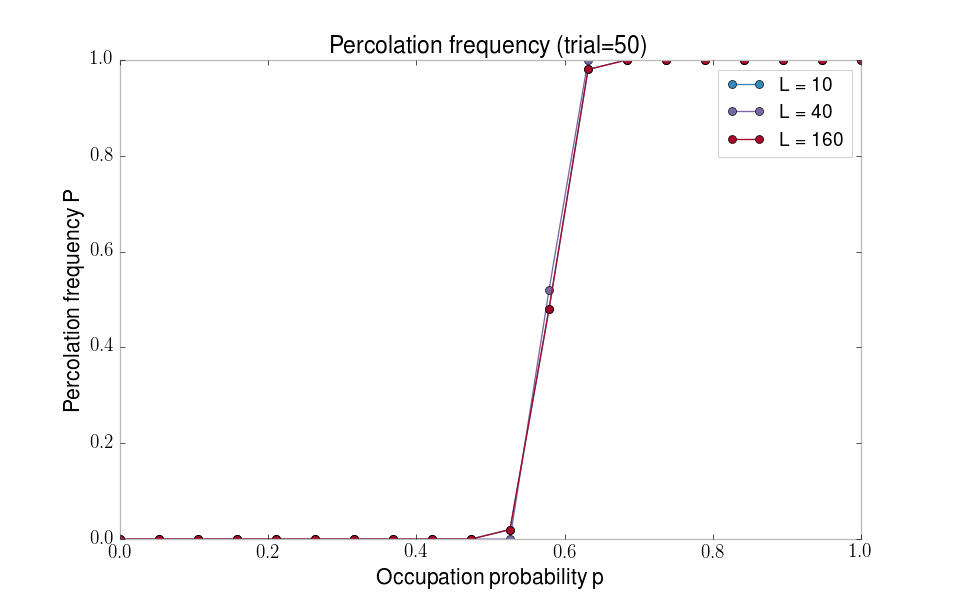 Percolation frequency (trial=50)
1.0
0.8
0.6
0.4
0.2
0.0
Percolation frequency P
L = 10
L = 40
L = 160
0.0 0.2 0.4 0.6 0.8 1.0
Occupation probability p